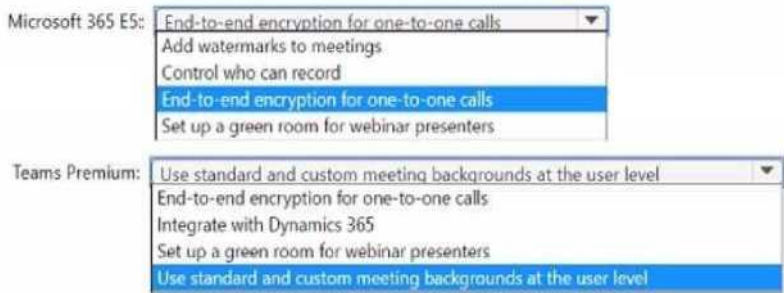 Microsoft 365 E5:: End-to-end encryption for one-to-one calls
Add watermarks to meetings
Control who can record
End-to-end encryption for one-to-one calls
Set up a green room for webinar presenters
Teams Premium: Use standard and custom meeting backgrounds at the user level
End-to-end encryption for one-to-one calls
Integrate with Dynamics 365
Set up a green room for webinar presenters
Use standard and custom meeting backgrounds at the user level